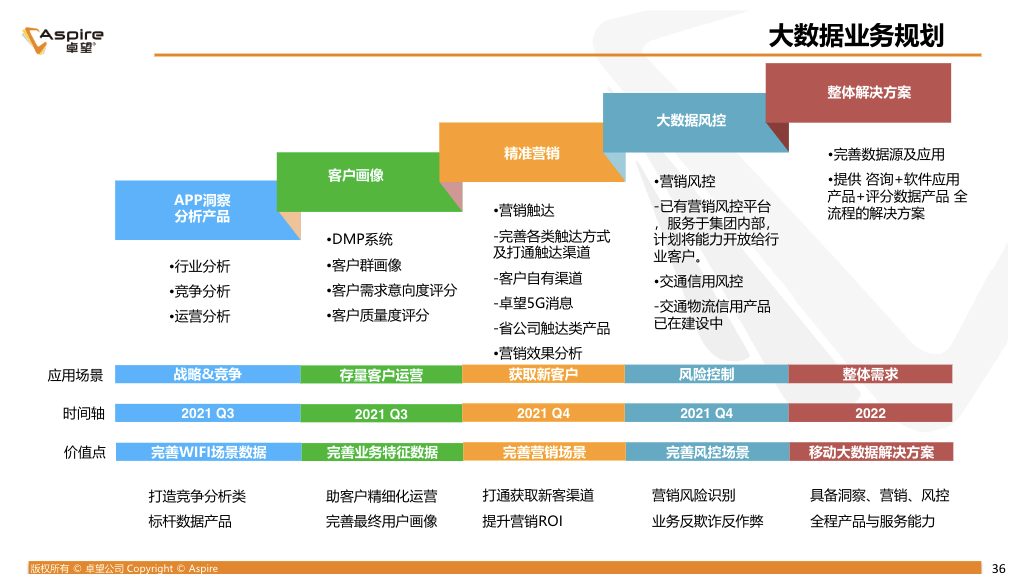 Aspire
卓望®
大数据业务规划
APP洞察
分析产品
客户画像
精准营销
大数据风控
整体解决方案
•行业分析
•竞争分析
•运营分析
•DMP系统
•客户群画像
•客户需求意向度评分
•客户质量度评分
•营销触达
-完善各类触达方式
及打通触达渠道
-客户自有渠道
-卓望5G消息
-省公司触达类产品
•营销效果分析
•营销风控
-已有营销风控平台
，服务于集团内部，
计划将能力开放给行
业客户。
•交通信用风控
-交通物流信用产品
已在建设中
•完善数据源及应用
•提供 咨询+软件应用
产品+评分数据产品 全
流程的解决方案
应用场景 战略&竞争 存量客户运营 获取新客户 风险控制 整体需求
时间轴 2021 Q3 2021 Q3 2021 Q4 2021 Q4 2022
价值点 完善WIFI场景数据 完善业务特征数据 完善营销场景 完善风控场景 移动大数据解决方案
打造竞争分析类
标杆数据产品
助客户精细化运营
完善最终用户画像
打通获取新客渠道
提升营销ROI
营销风险识别
业务反欺诈反作弊
具备洞察、营销、风控
全程产品与服务能力
版权所有 © 卓望公司 Copyright © Aspire
36